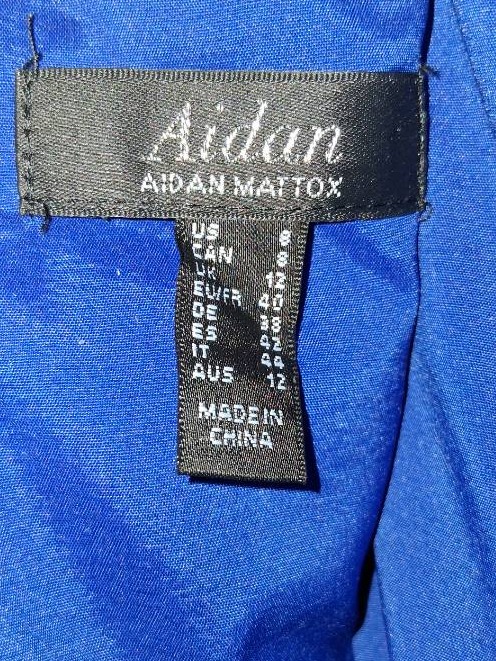 Aidan
AIDAN MATTOX
US 8
CAN 8
UK 12
EU/FR 40
DE 38
ES 42
IT 44
AUS 12
MADE IN
CHINA